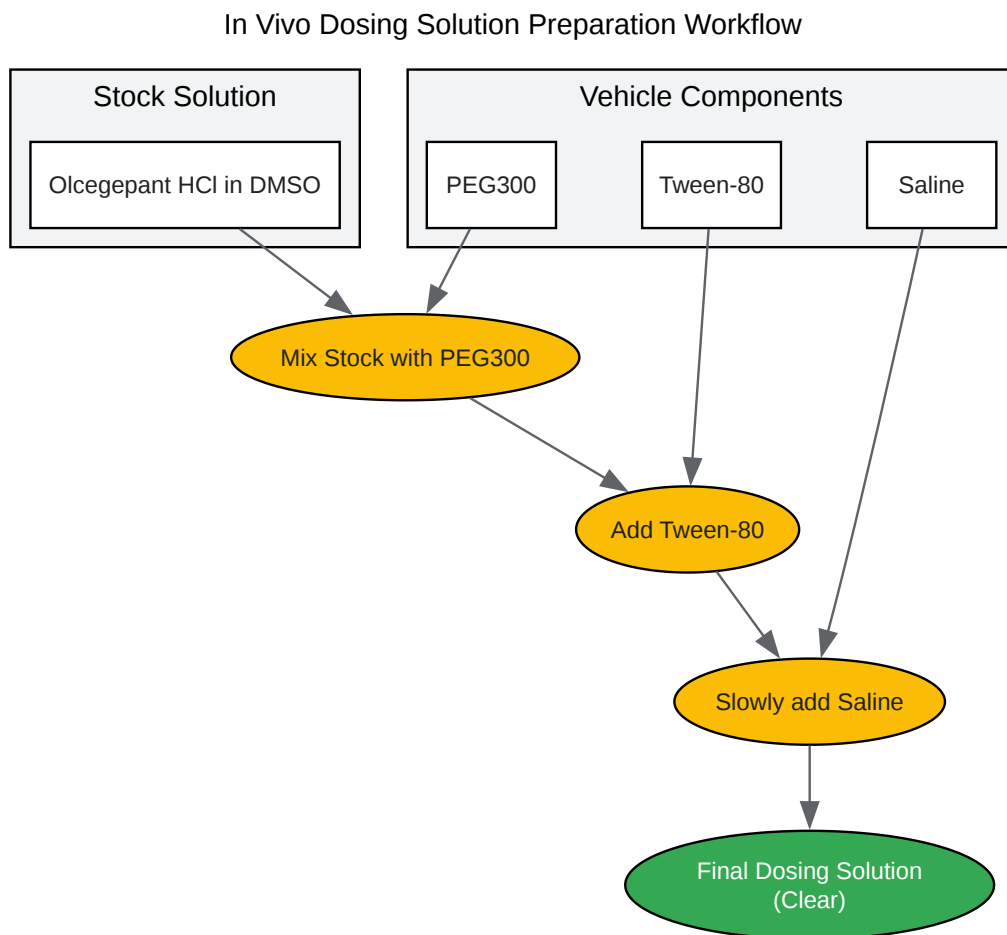 In Vivo Dosing Solution Preparation Workflow
Stock Solution
Vehicle Components
Olcegepant HCl in DMSO
PEG300
Tween-80
Saline
Mix Stock with PEG300
Add Tween-80
Slowly add Saline
Final Dosing Solution
(Clear)